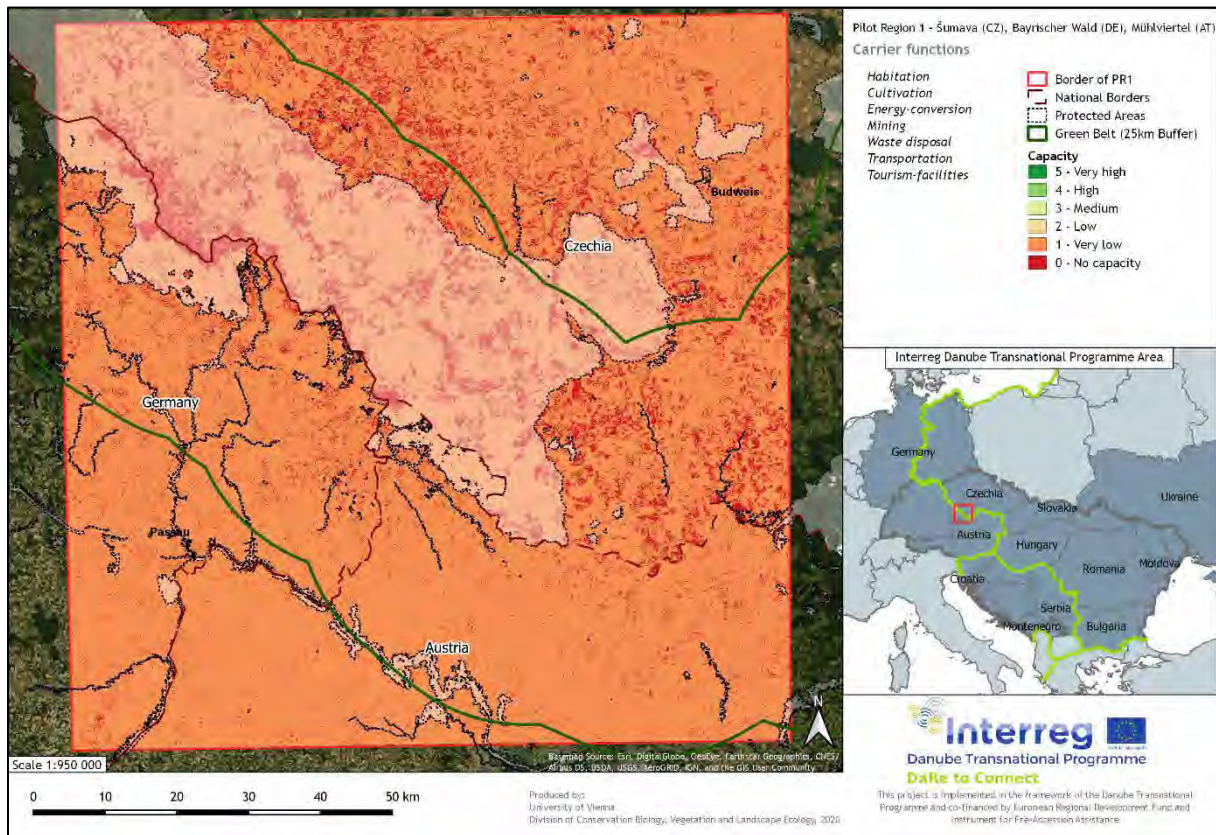 Pilot Region 1 - Šumava (CZ), Bayrischer Wald (DE), Mühlviertel (AT)
Carrier functions
Habitation
Cultivation
Energy-conversion
Mining
Waste disposal
Transportation
Tourism-facilities
Border of PR1
National Borders
Protected Areas
Green Belt (25km Buffer)
Capacity
5 - Very high
4 - High
3 - Medium
2 - Low
1 - Very low
0 - No capacity
Budweis
Czechia
Germany
Passau
Austria
N
Basemap Source: Esri, DigitalGlobe, GeoEye, Earthstar Geographics, CNES/
Airbus DS, USDA, USGS, AeroGRID, IGN, and the GIS User Community
Scale 1:950 000
0 10 20 30 40 50 km
Produced by:
University of Vienna
Division of Conservation Biology, Vegetation and Landscape Ecology, 2020
Interreg Danube Transnational Programme Area
Germany
Czechia
Slovakia
Ukraine
Austria
Hungary
Moldova
Romania
Croatia
Serbia
Montenegro
Bulgaria
Interreg
Danube Transnational Programme
DaRe to Connect
This project is implemented in the framework of the Danube Transnational
Programme and co-financed by European Regional Development Fund and
Instrument for Pre-Accession Assistance.